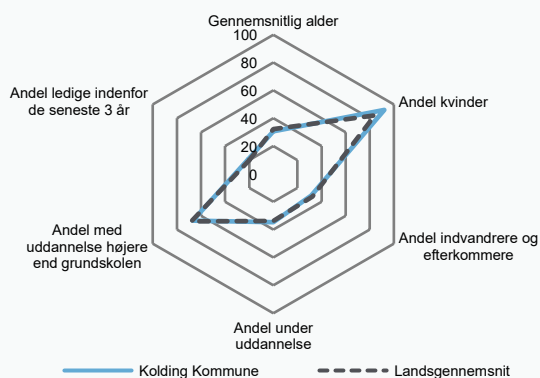 Gennemsnitlig alder
100
80
60
40
20
0
Andel kvinder
Andel indvandrere og
efterkommere
Andel under
uddannelse
Andel med
uddannelse højere
end grundskolen
Andel ledige indenfor
de seneste 3 år
Kolding Kommune
Landsgennemsnit